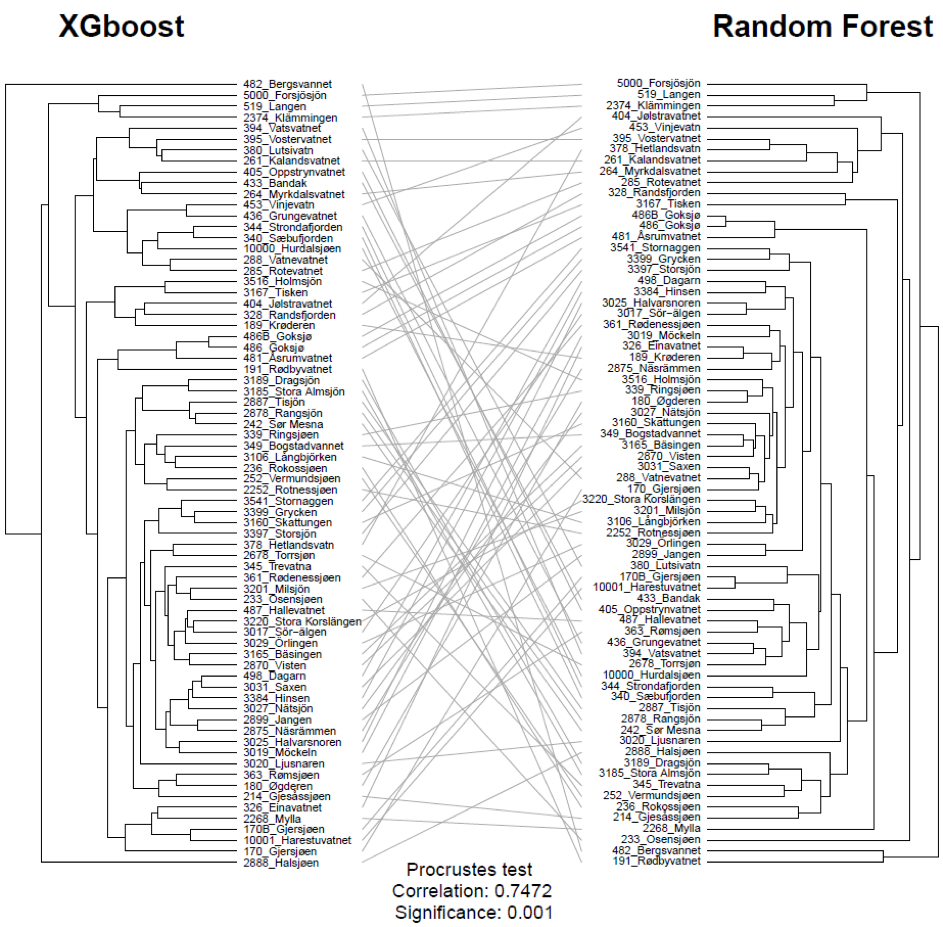 XGboost
Random Forest
482_Bergsvannet
5000_Forsjösjön
519_Langen
2374_Klämmingen
394_Vatsvatnet
395_Vostervatnet
380_Lutsivatn
261_Kalandsvatnet
405_Oppstrynvatnet
433_Bandak
264_Myrkdalsvatnet
453_Vinjevatn
436_Grungevatnet
344_Strondafjorden
340_Sæbufjorden
10000_Hurdalsjøen
288_Vatnevatnet
285_Rotevatnet
3516_Holmsjön
3167_Tisken
404_Jølstravatnet
328_Randsfjorden
189_Krøderen
486B_Goksjø
486_Goksjø
481_Åsrumvatnet
191_Rødbyvatnet
3189_Dragsjön
3185_Stora Almsjön
2887_Tisjön
2878_Rangsjön
242_Sør Mesna
339_Ringsjøen
349_Bogstadvannet
3106_Långbjörken
236_Rokossjøen
252_Vermundsjøen
2252_Rotnessjøen
3541_Stornaggen
3399_Grycken
3160_Skattungen
3397_Storsjön
378_Hetlandsvatn
2678_Torrsjøn
345_Trevatna
361_Rødenessjøen
3201_Milsjön
233_Osensjøen
487_Hallevatnet
3220_Stora Korslängen
3017_Sör−älgen
3029_Örlingen
3165_Bäsingen
2870_Visten
498_Dagarn
3031_Saxen
3384_Hinsen
3027_Nätsjön
2899_Jangen
2875_Näsrämmen
3025_Halvarsnoren
3019_Möckeln
3020_Ljusnaren
363_Rømsjøen
180_Øgderen
214_Gjesåssjøen
326_Einavatnet
2268_Mylla
170B_Gjersjøen
10001_Harestuvatnet
170_Gjersjøen
2888_Halsjøen
5000_Forsjösjön
519_Langen
2374_Klämmingen
404_Jølstravatnet
453_Vinjevatn
395_Vostervatnet
378_Hetlandsvatn
261_Kalandsvatnet
264_Myrkdalsvatnet
285_Rotevatnet
328_Randsfjorden
3167_Tisken
486B_Goksjø
486_Goksjø
481_Åsrumvatnet
3541_Stornaggen
3399_Grycken
3397_Storsjön
498_Dagarn
3384_Hinsen
3025_Halvarsnoren
3017_Sör−älgen
361_Rødenessjøen
3019_Möckeln
326_Einavatnet
189_Krøderen
2875_Näsrämmen
3516_Holmsjön
339_Ringsjøen
180_Øgderen
3027_Nätsjön
3160_Skattungen
349_Bogstadvannet
3165_Bäsingen
2870_Visten
3031_Saxen
288_Vatnevatnet
170_Gjersjøen
3220_Stora Korslängen
3201_Milsjön
3106_Långbjörken
2252_Rotnessjøen
3029_Örlingen
2899_Jangen
380_Lutsivatn
170B_Gjersjøen
10001_Harestuvatnet
433_Bandak
405_Oppstrynvatnet
487_Hallevatnet
363_Rømsjøen
436_Grungevatnet
394_Vatsvatnet
2678_Torrsjøn
10000_Hurdalsjøen
344_Strondafjorden
340_Sæbufjorden
2887_Tisjön
2878_Rangsjön
242_Sør Mesna
3020_Ljusnaren
2888_Halsjøen
3189_Dragsjön
3185_Stora Almsjön
345_Trevatna
252_Vermundsjøen
236_Rokossjøen
214_Gjesåssjøen
2268_Mylla
233_Osensjøen
482_Bergsvannet
191_Rødbyvatnet
Procrustes test
Correlation: 0.7472
Significance: 0.001